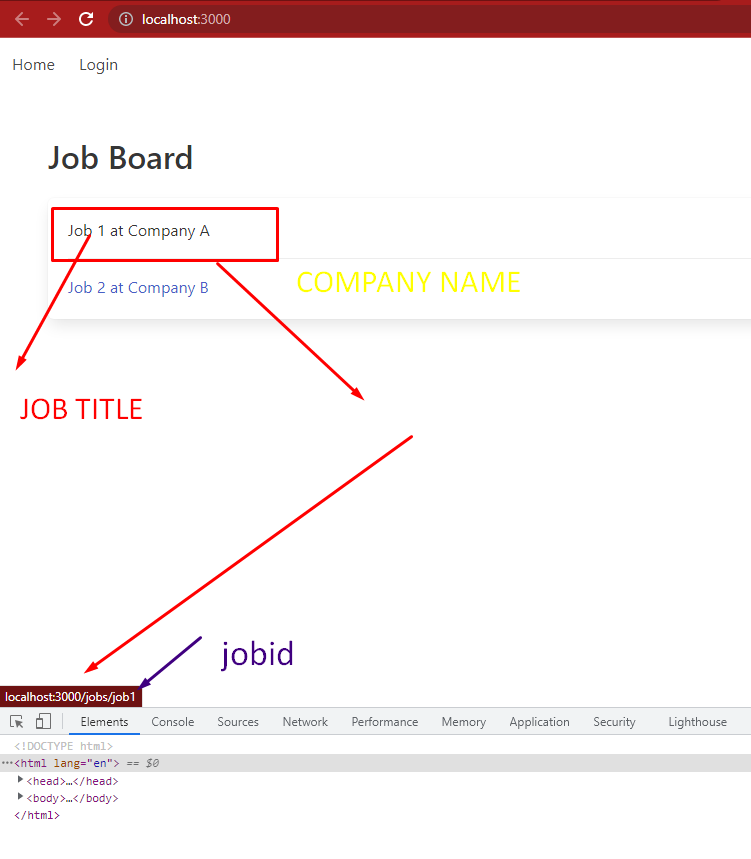 localhost:3000
Home Login
Job Board
Job 1 at Company A
Job 2 at Company B
COMPANY NAME
JOB TITLE
jobid
localhost:3000/jobs/job1
Elements Console Sources Network Performance Memory Application Security Lighthouse
<!DOCTYPE html>
···<html lang="en"> == $0
<head>…</head>
<body>…</body>
</html>